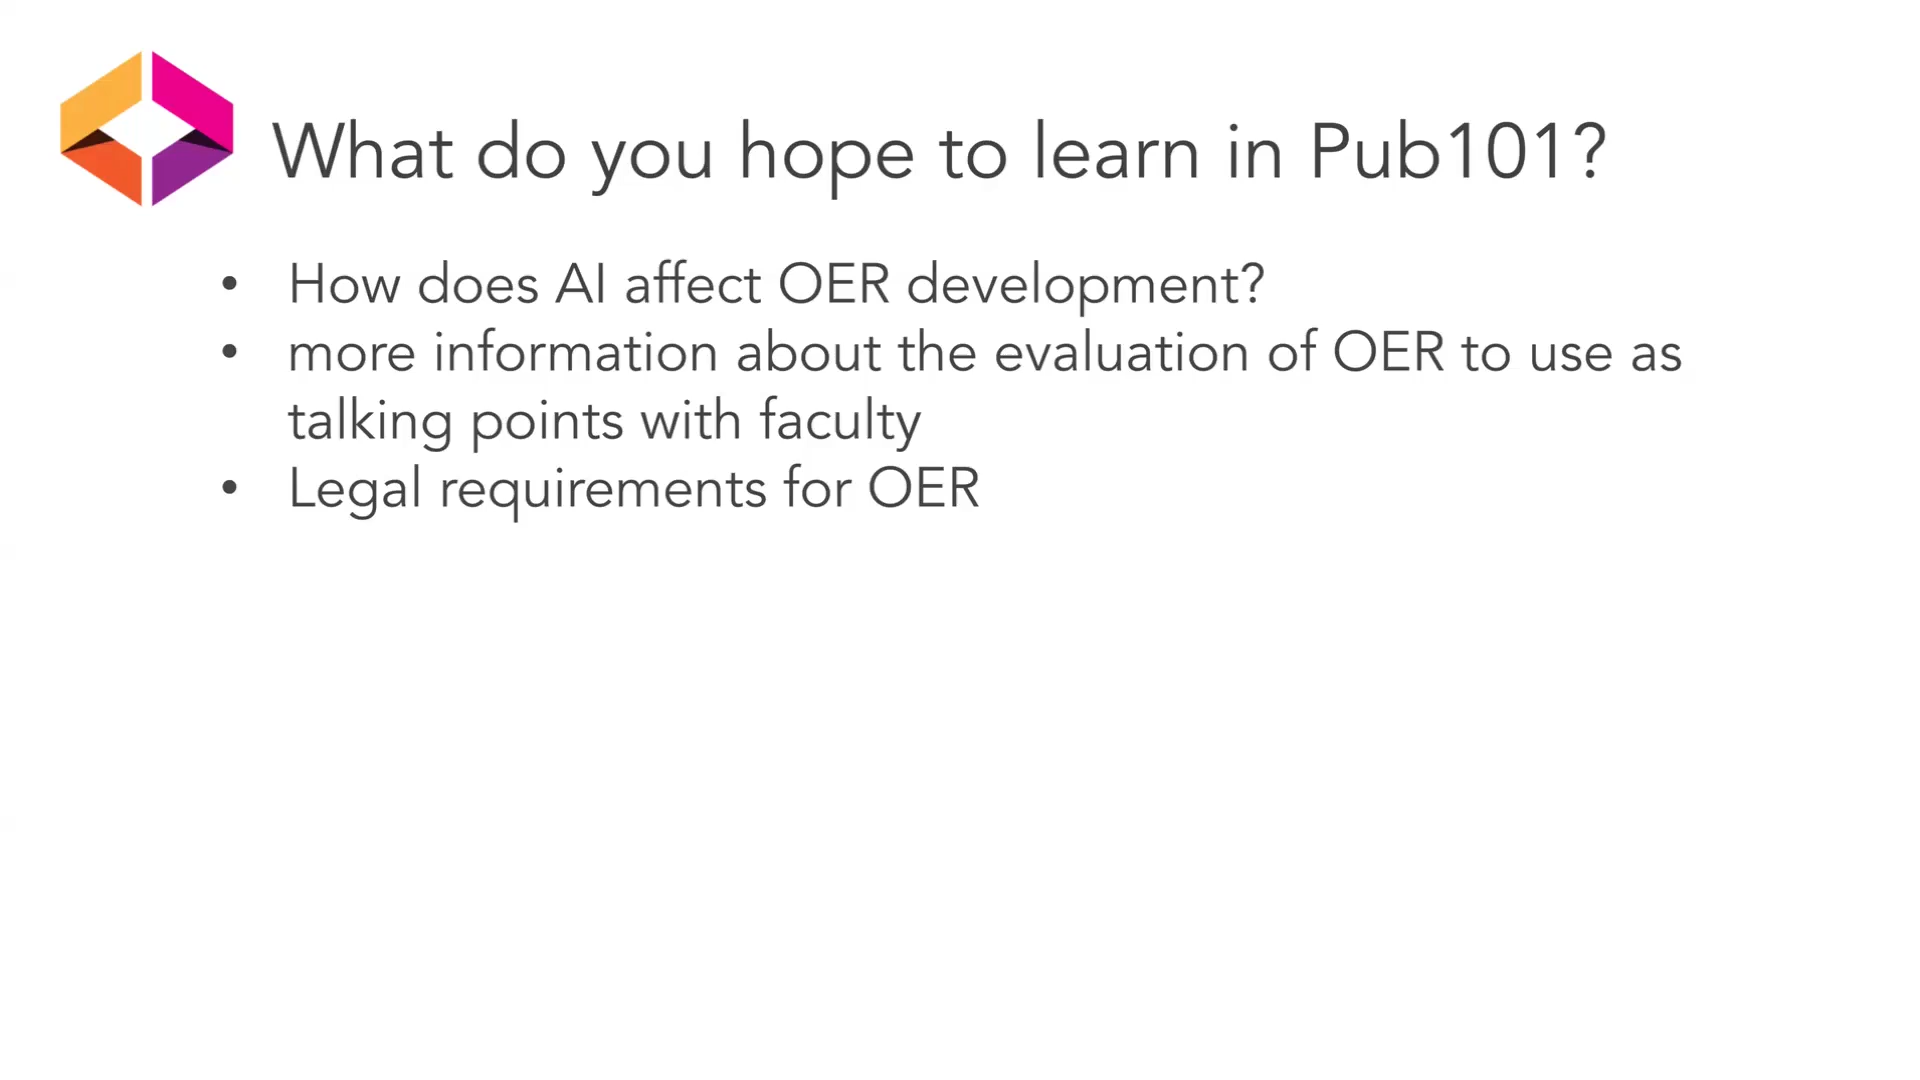 What do you hope to learn in Pub101?
• How does AI affect OER development?
• more information about the evaluation of OER to use as
talking points with faculty
• Legal requirements for OER